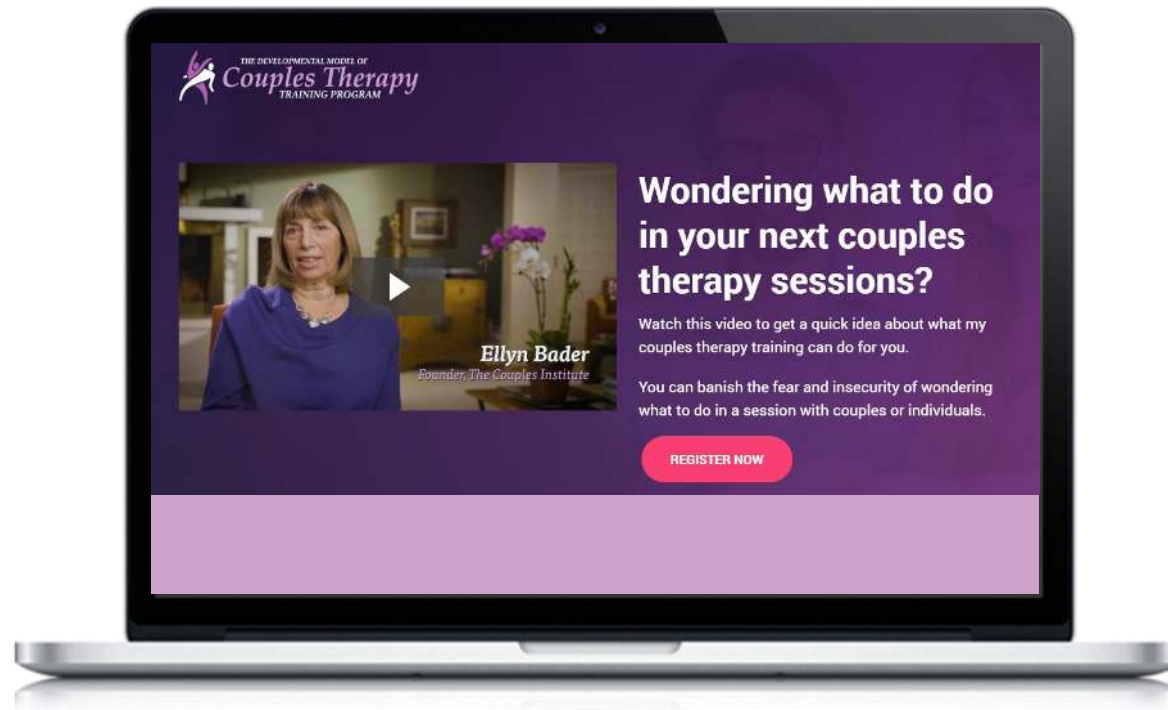 THE DEVELOPMENTAL MODEL OF
Couples Therapy
TRAINING PROGRAM
Wondering what to do
in your next couples
therapy sessions?
Watch this video to get a quick idea about what my
couples therapy training can do for you.
You can banish the fear and insecurity of wondering
what to do in a session with couples or individuals.
REGISTER NOW
Ellyn Bader
Founder, The Couples Institute